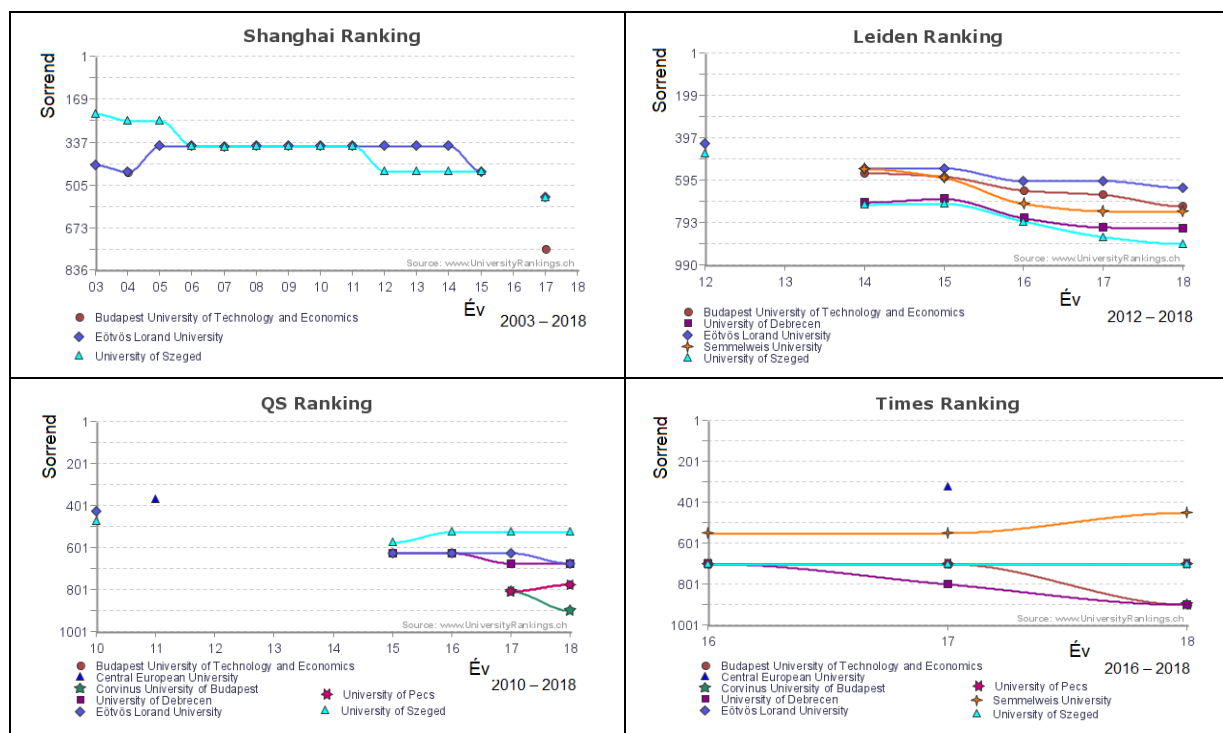 Shanghai Ranking
Sorrend
1
169
337
505
673
836
03 04 05 06 07 08 09 10 11 12 13 14 15 16 17 18
Source: www.UniversityRankings.ch
Év
2003 – 2018
Budapest University of Technology and Economics
Eötvös Lorand University
University of Szeged
Leiden Ranking
Sorrend
1
199
397
595
793
990
12 13 14 15 16 17 18
Source: www.UniversityRankings.ch
Év
2012 – 2018
Budapest University of Technology and Economics
University of Debrecen
Eötvös Lorand University
Semmelweis University
University of Szeged
QS Ranking
Sorrend
1
201
401
601
801
1001
10 11 12 13 14 15 16 17 18
Source: www.UniversityRankings.ch
Év
2010 – 2018
Budapest University of Technology and Economics
Central European University
Corvinus University of Budapest
University of Debrecen
Eötvös Lorand University
University of Pecs
University of Szeged
Times Ranking
Sorrend
1
201
401
601
801
1001
16 17 18
Source: www.UniversityRankings.ch
Év
2016 – 2018
Budapest University of Technology and Economics
Central European University
Corvinus University of Budapest
University of Debrecen
Eötvös Lorand University
University of Pecs
Semmelweis University
University of Szeged